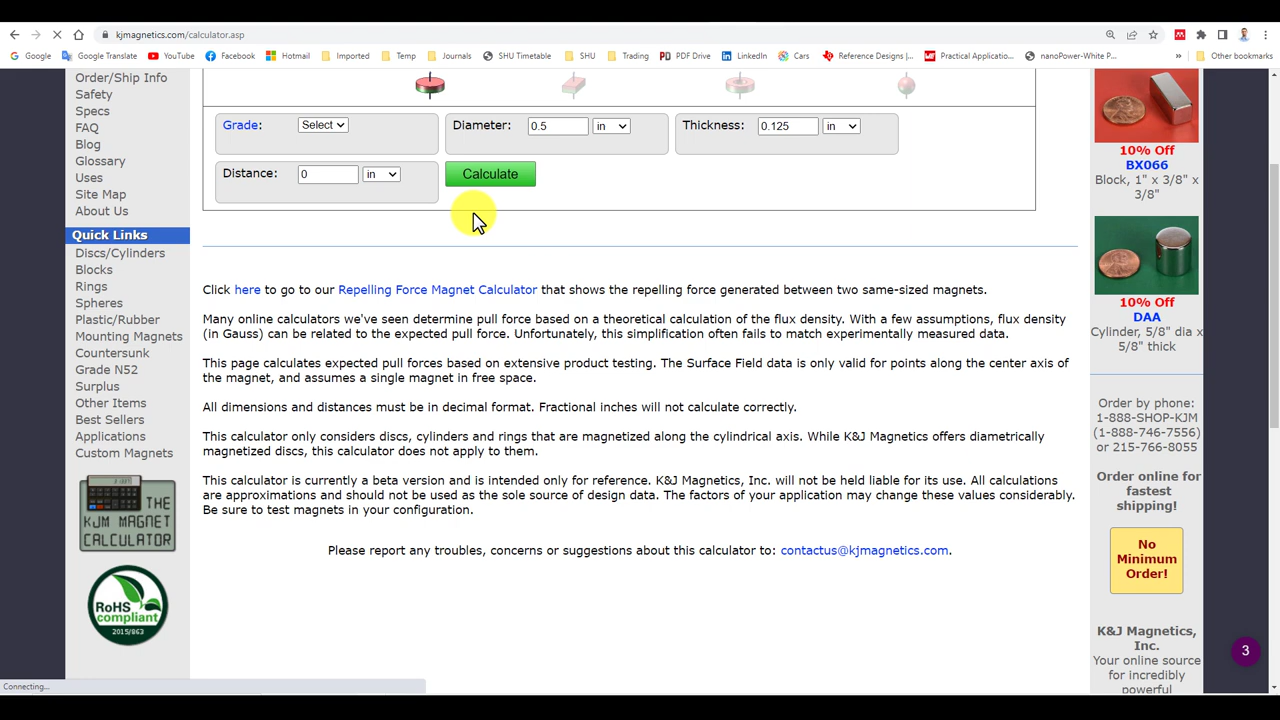 kjmagnetics.com/calculator.asp
Google
Google Translate
YouTube
Facebook
Hotmail
Imported
Temp
Journals
SHU Timetable
SHU
Trading
PDF Drive
LinkedIn
Cars
Reference Designs |...
Practical Applicatio...
nanoPower-White P...
»
Other bookmarks
Order/Ship Info
Safety
Specs
FAQ
Blog
Glossary
Uses
Site Map
About Us
Quick Links
Discs/Cylinders
Blocks
Rings
Spheres
Plastic/Rubber
Mounting Magnets
Countersunk
Grade N52
Surplus
Other Items
Best Sellers
Applications
Custom Magnets
THE
KJM MAGNET
CALCULATOR
RoHS
compliant
2015/863
Grade: Select Diameter: 0.5 in Thickness: 0.125 in
Distance: 0 in Calculate
Click here to go to our Repelling Force Magnet Calculator that shows the repelling force generated between two same-sized magnets.
Many online calculators we've seen determine pull force based on a theoretical calculation of the flux density. With a few assumptions, flux density
(in Gauss) can be related to the expected pull force. Unfortunately, this simplification often fails to match experimentally measured data.
This page calculates expected pull forces based on extensive product testing. The Surface Field data is only valid for points along the center axis of
the magnet, and assumes a single magnet in free space.
All dimensions and distances must be in decimal format. Fractional inches will not calculate correctly.
This calculator only considers discs, cylinders and rings that are magnetized along the cylindrical axis. While K&J Magnetics offers diametrically
magnetized discs, this calculator does not apply to them.
This calculator is currently a beta version and is intended only for reference. K&J Magnetics, Inc. will not be held liable for its use. All calculations
are approximations and should not be used as the sole source of design data. The factors of your application may change these values considerably.
Be sure to test magnets in your configuration.
Please report any troubles, concerns or suggestions about this calculator to: contactus@kjmagnetics.com.
10% Off
BX066
Block, 1" x 3/8" x
3/8"
10% Off
DAA
Cylinder, 5/8" dia x
5/8" thick
Order by phone:
1-888-SHOP-KJM
(1-888-746-7556)
or 215-766-8055
Order online for
fastest
shipping!
No
Minimum
Order!
K&J Magnetics,
Inc.
Your online source
for incredibly
powerful
3
Connecting...